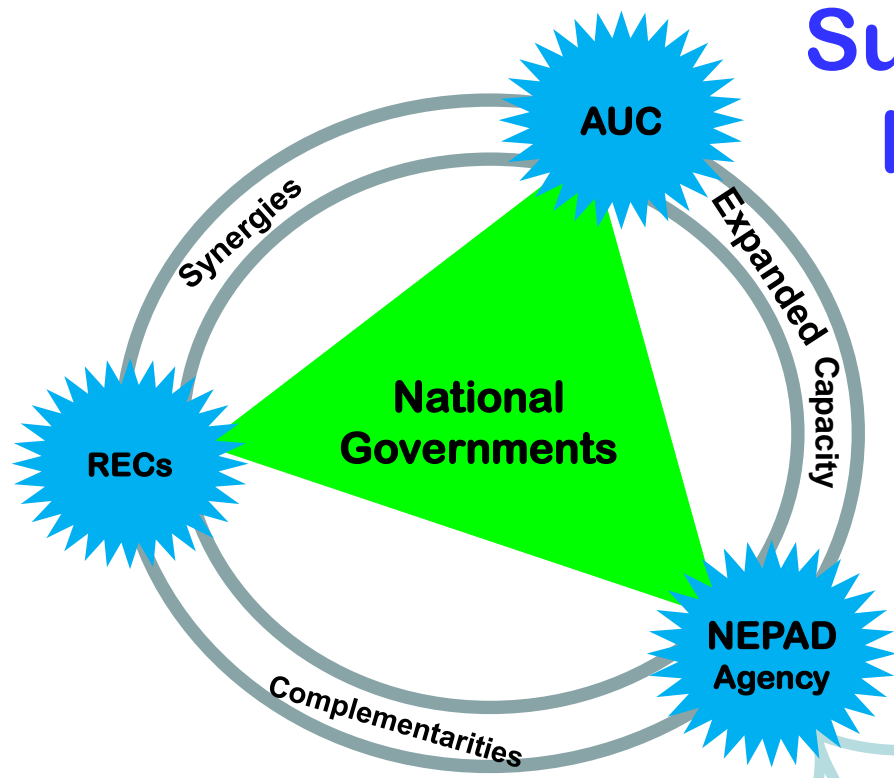 AUC
Synergies
Expanded Capacity
National
Governments
RECs
NEPAD
Agency
Complementarities